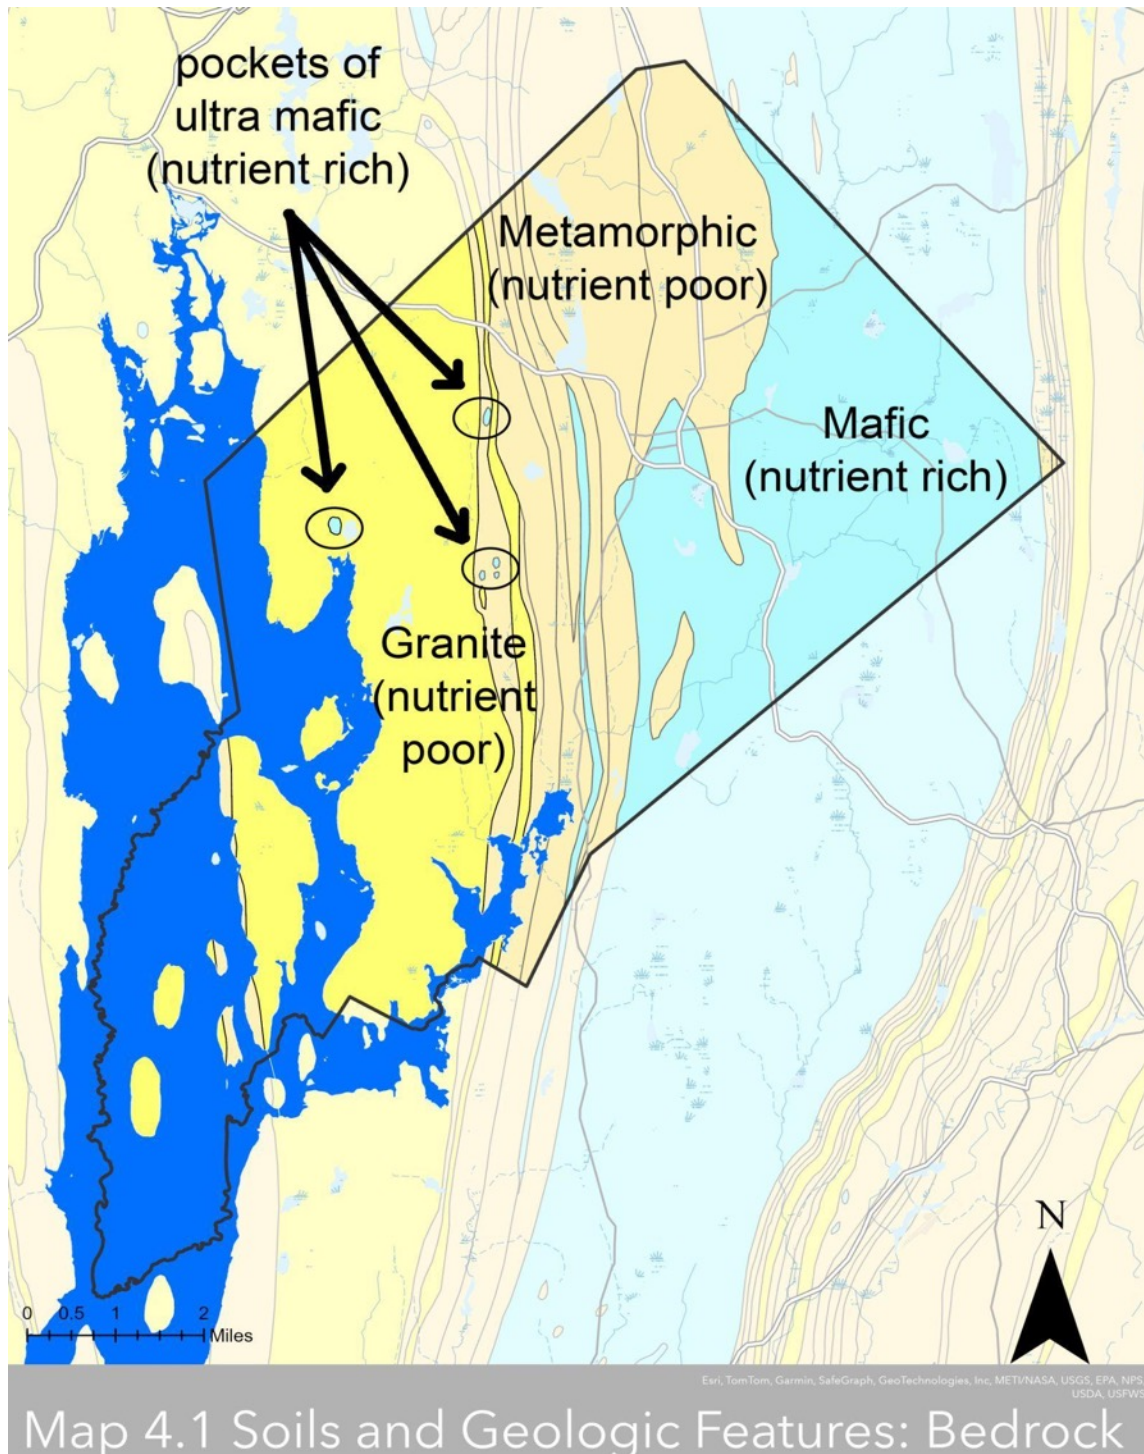 pockets of
ultra mafic
(nutrient rich)
Metamorphic
(nutrient poor)
Mafic
(nutrient rich)
Granite
(nutrient
poor)
N
0 0.5 1 2
Miles
Esri, TomTom, Garmin, SafeGraph, GeoTechnologies, Inc, METI/NASA, USGS, EPA, NPS,
USDA, USFWS
Map 4.1 Soils and Geologic Features: Bedrock